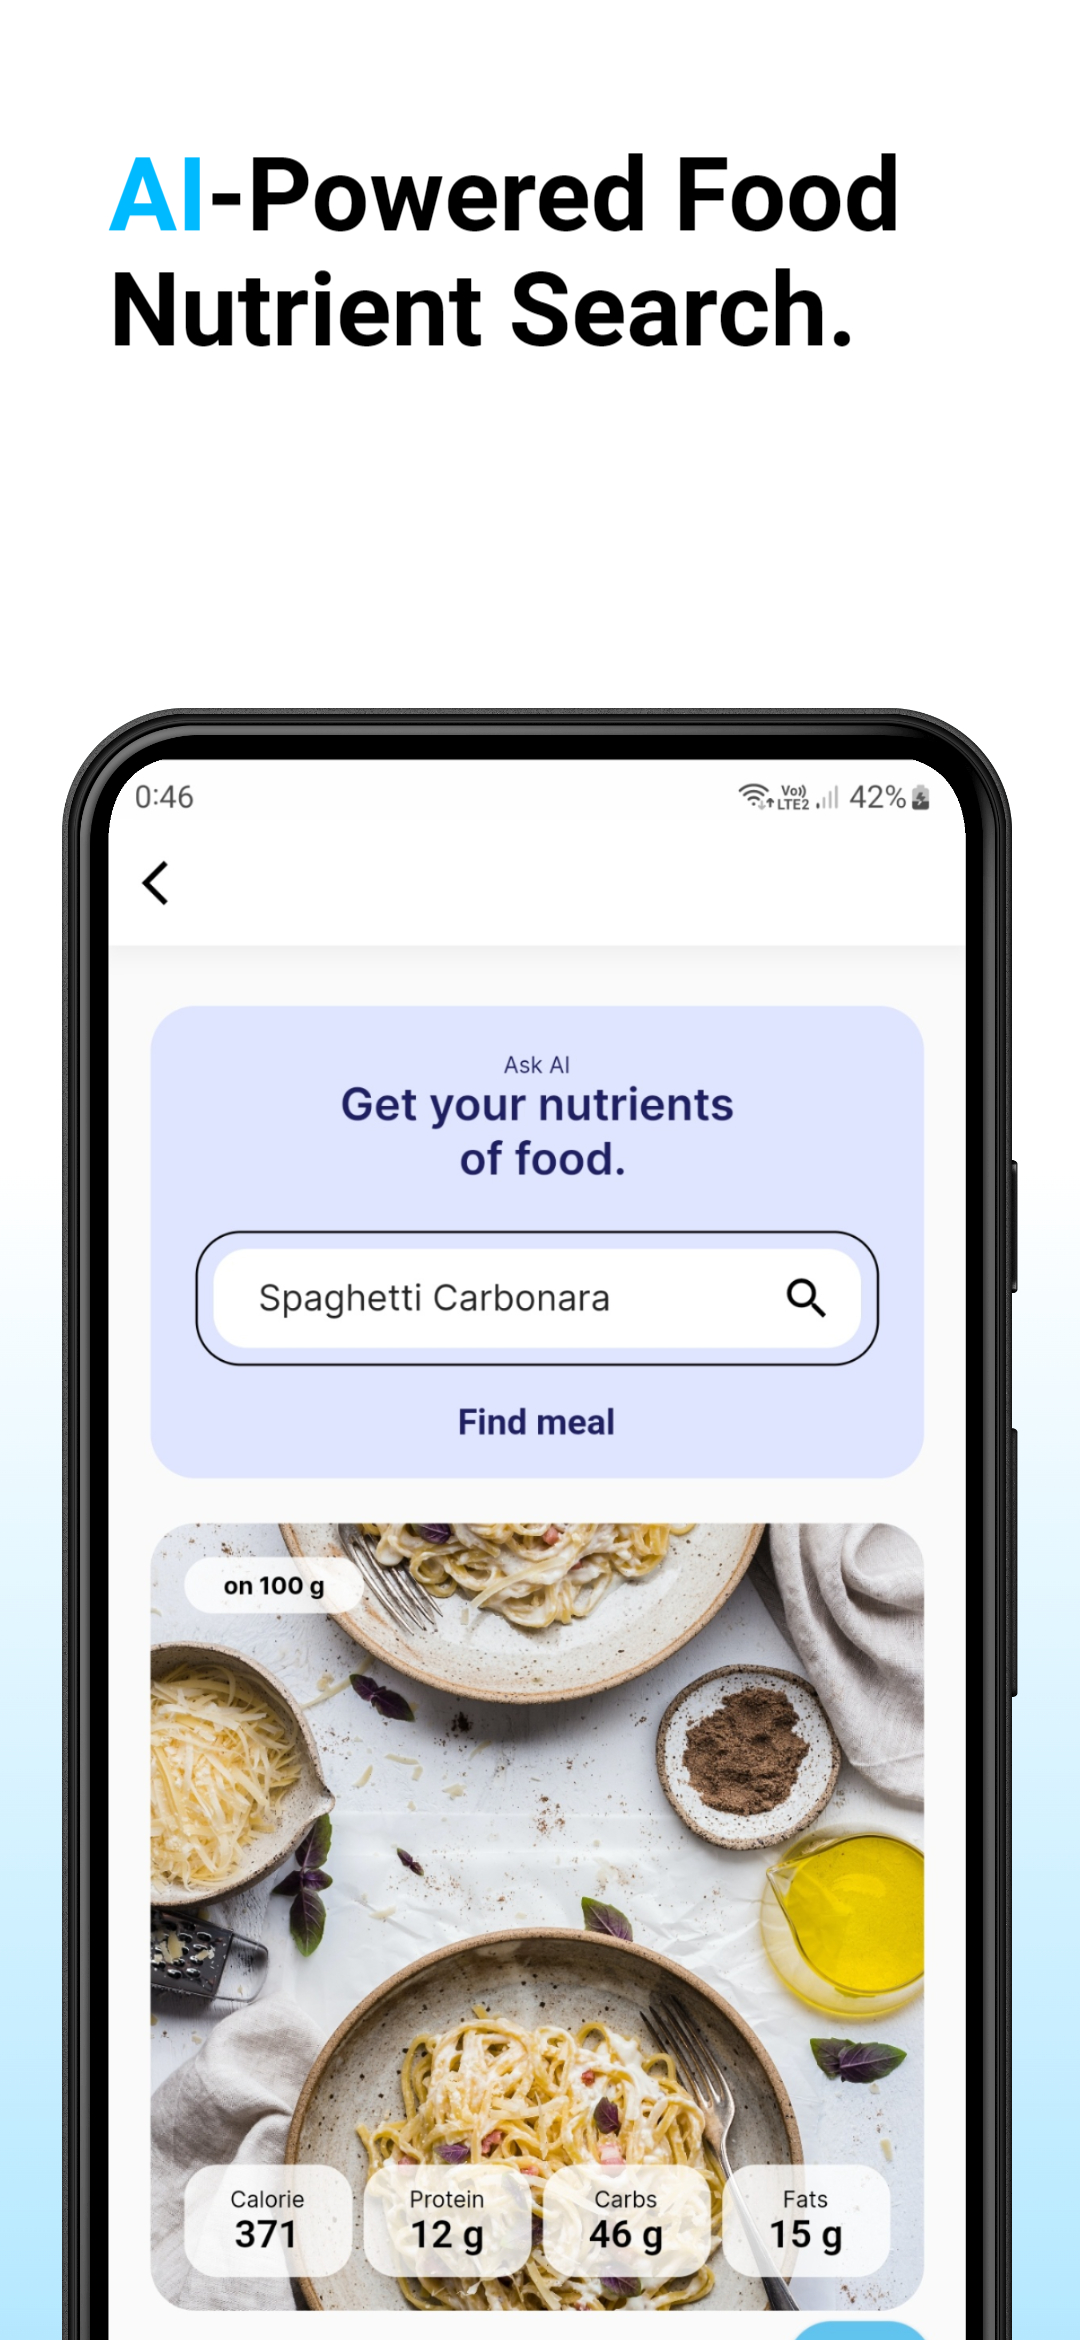 AI-Powered Food
Nutrient Search.
0:46
Vo)) LTE2 42%
Ask AI
Get your nutrients
of food.
Spaghetti Carbonara
Find meal
on 100 g
Calorie Protein Carbs Fats
371 12 g 46 g 15 g